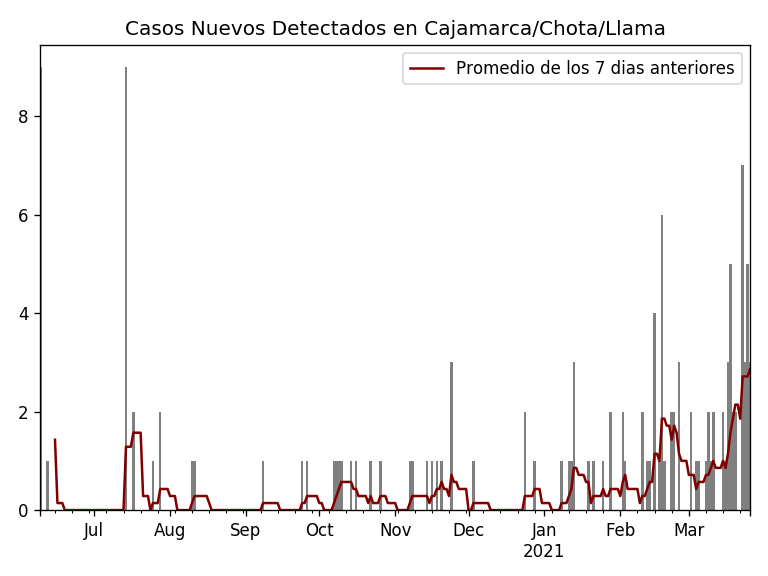 Casos Nuevos Detectados en Cajamarca/Chota/Llama
Promedio de los 7 dias anteriores
8
6
4
2
0
Jul Aug Sep Oct Nov Dec Jan Feb Mar
2021